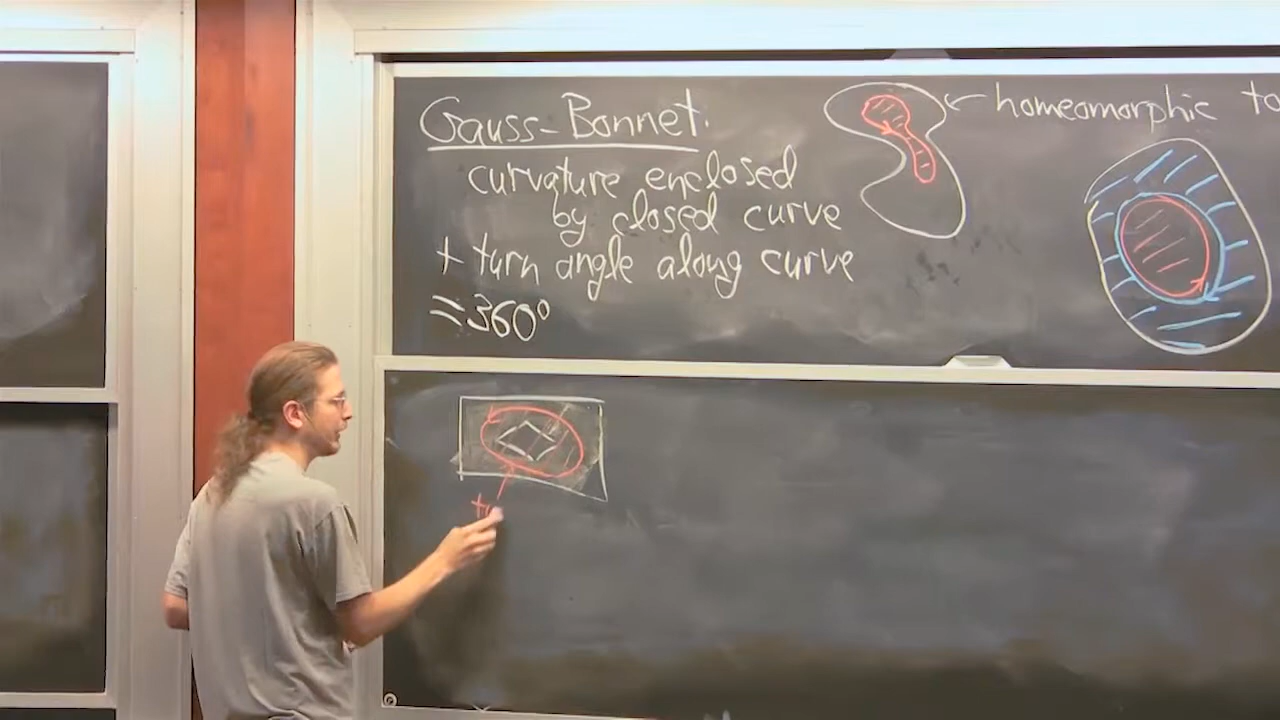 Gauss-Bonnet:
curvature enclosed
by closed curve
+ turn angle along curve
= 360°
homeomorphic to